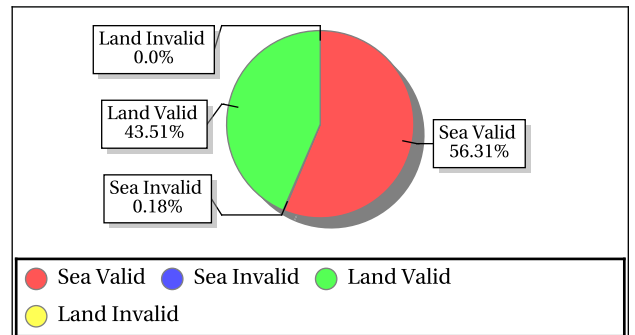 Land Invalid
0.0%
Land Valid
43.51%
Sea Valid
56.31%
Sea Invalid
0.18%
Sea Valid Sea Invalid Land Valid
Land Invalid